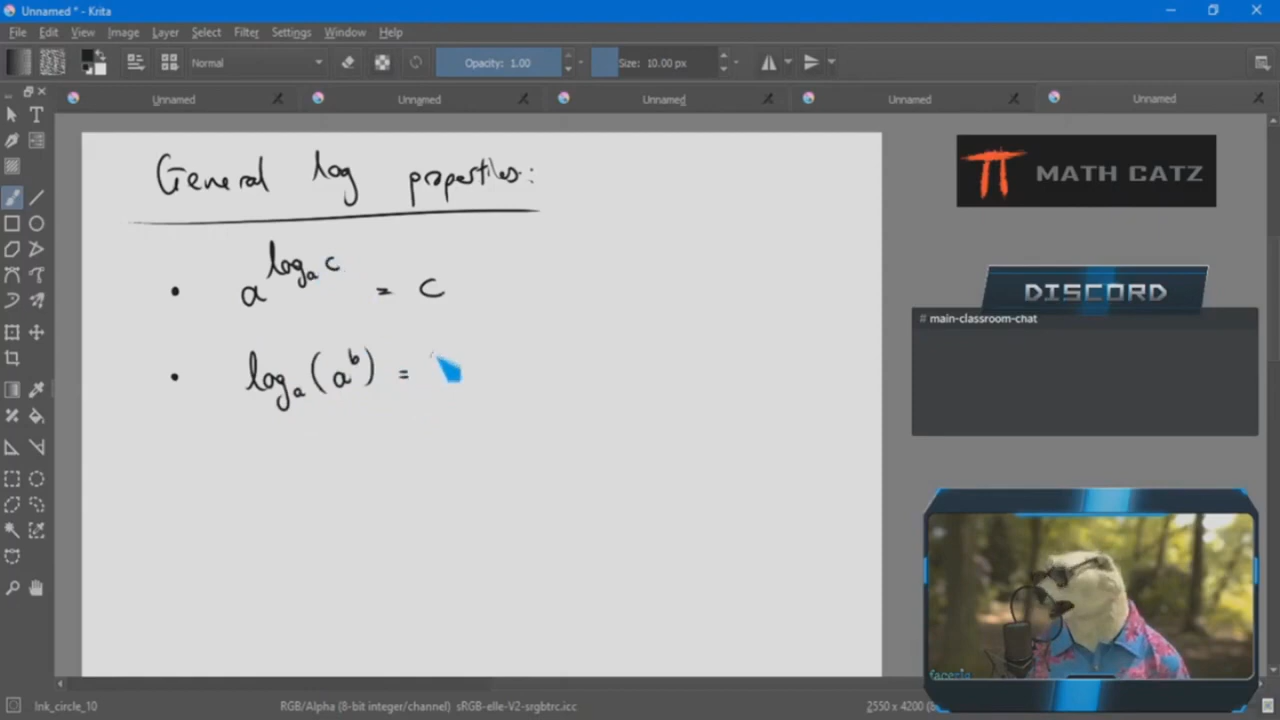 Unnamed * - Krita
File Edit View Image Layer Select Filter Settings Window Help
Normal Opacity: 1.00 Size: 10.00 px
Unnamed Unnamed Unnamed Unnamed Unnamed
General log properties:
• a^{log_a c} = c
• log_a(a^b) =
π MATH CATZ
DISCORD
# main-classroom-chat
facerig
Ink_circle_10 RGB/Alpha (8-bit integer/channel) sRGB-elle-V2-srgbtrc.icc 2550 x 4200 (8